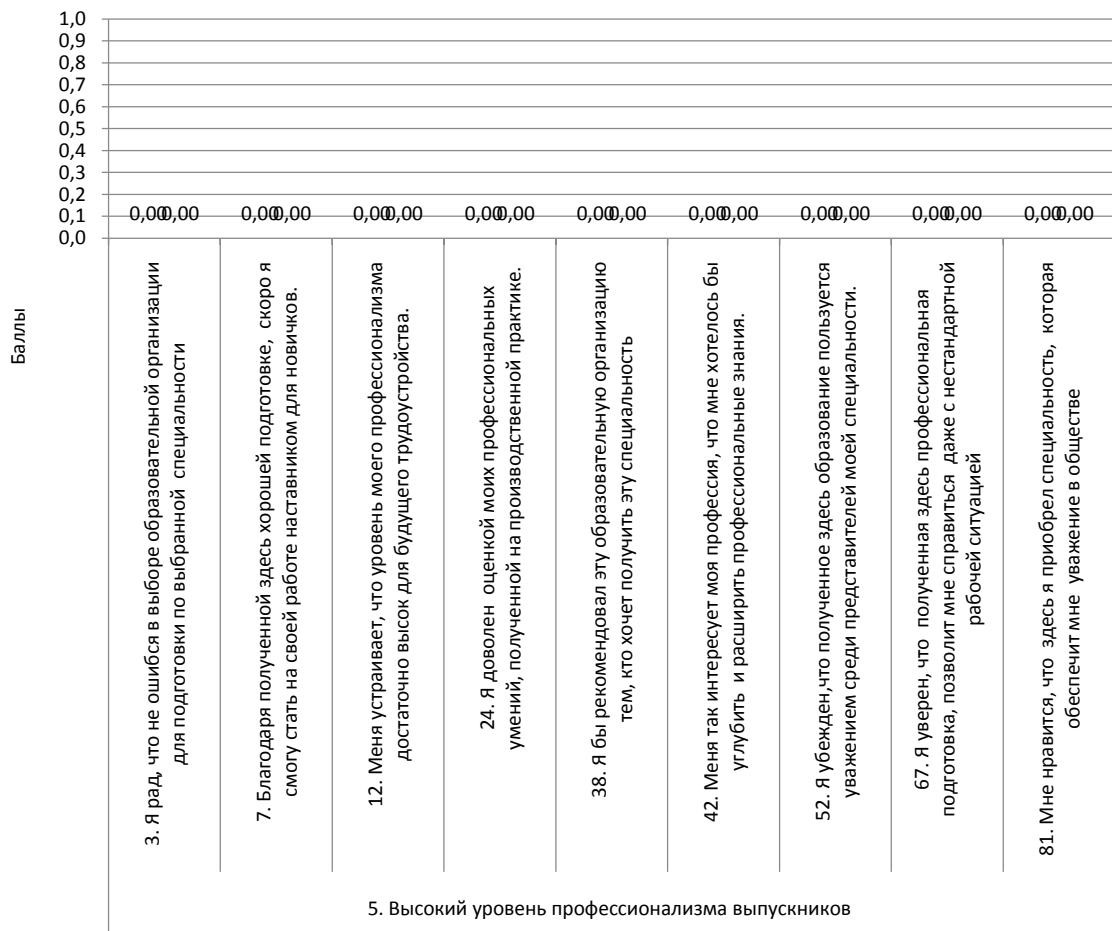 1,0
0,9
0,8
0,7
0,6
0,5
0,4
0,3
0,2
0,1
0,0
Баллы
0,00 0,00
0,00 0,00
0,00 0,00
0,00 0,00
0,00 0,00
0,00 0,00
0,00 0,00
0,00 0,00
0,00 0,00
3. Я рад, что не ошибся в выборе образовательной организации
для подготовки по выбранной специальности
7. Благодаря полученной здесь хорошей подготовке, скоро я
смогу стать на своей работе наставником для новичков.
12. Меня устраивает, что уровень моего профессионализма
достаточно высок для будущего трудоустройства.
24. Я доволен оценкой моих профессиональных
умений, полученной на производственной практике.
38. Я бы рекомендовал эту образовательную организацию
тем, кто хочет получить эту специальность
42. Меня так интересует моя профессия, что мне хотелось бы
углубить и расширить профессиональные знания.
52. Я убежден,что полученное здесь образование пользуется
уважением среди представителей моей специальности.
67. Я уверен, что полученная здесь профессиональная
подготовка, позволит мне справиться даже с нестандартной
рабочей ситуацией
81. Мне нравится, что здесь я приобрел специальность, которая
обеспечит мне уважение в обществе
5. Высокий уровень профессионализма выпускников